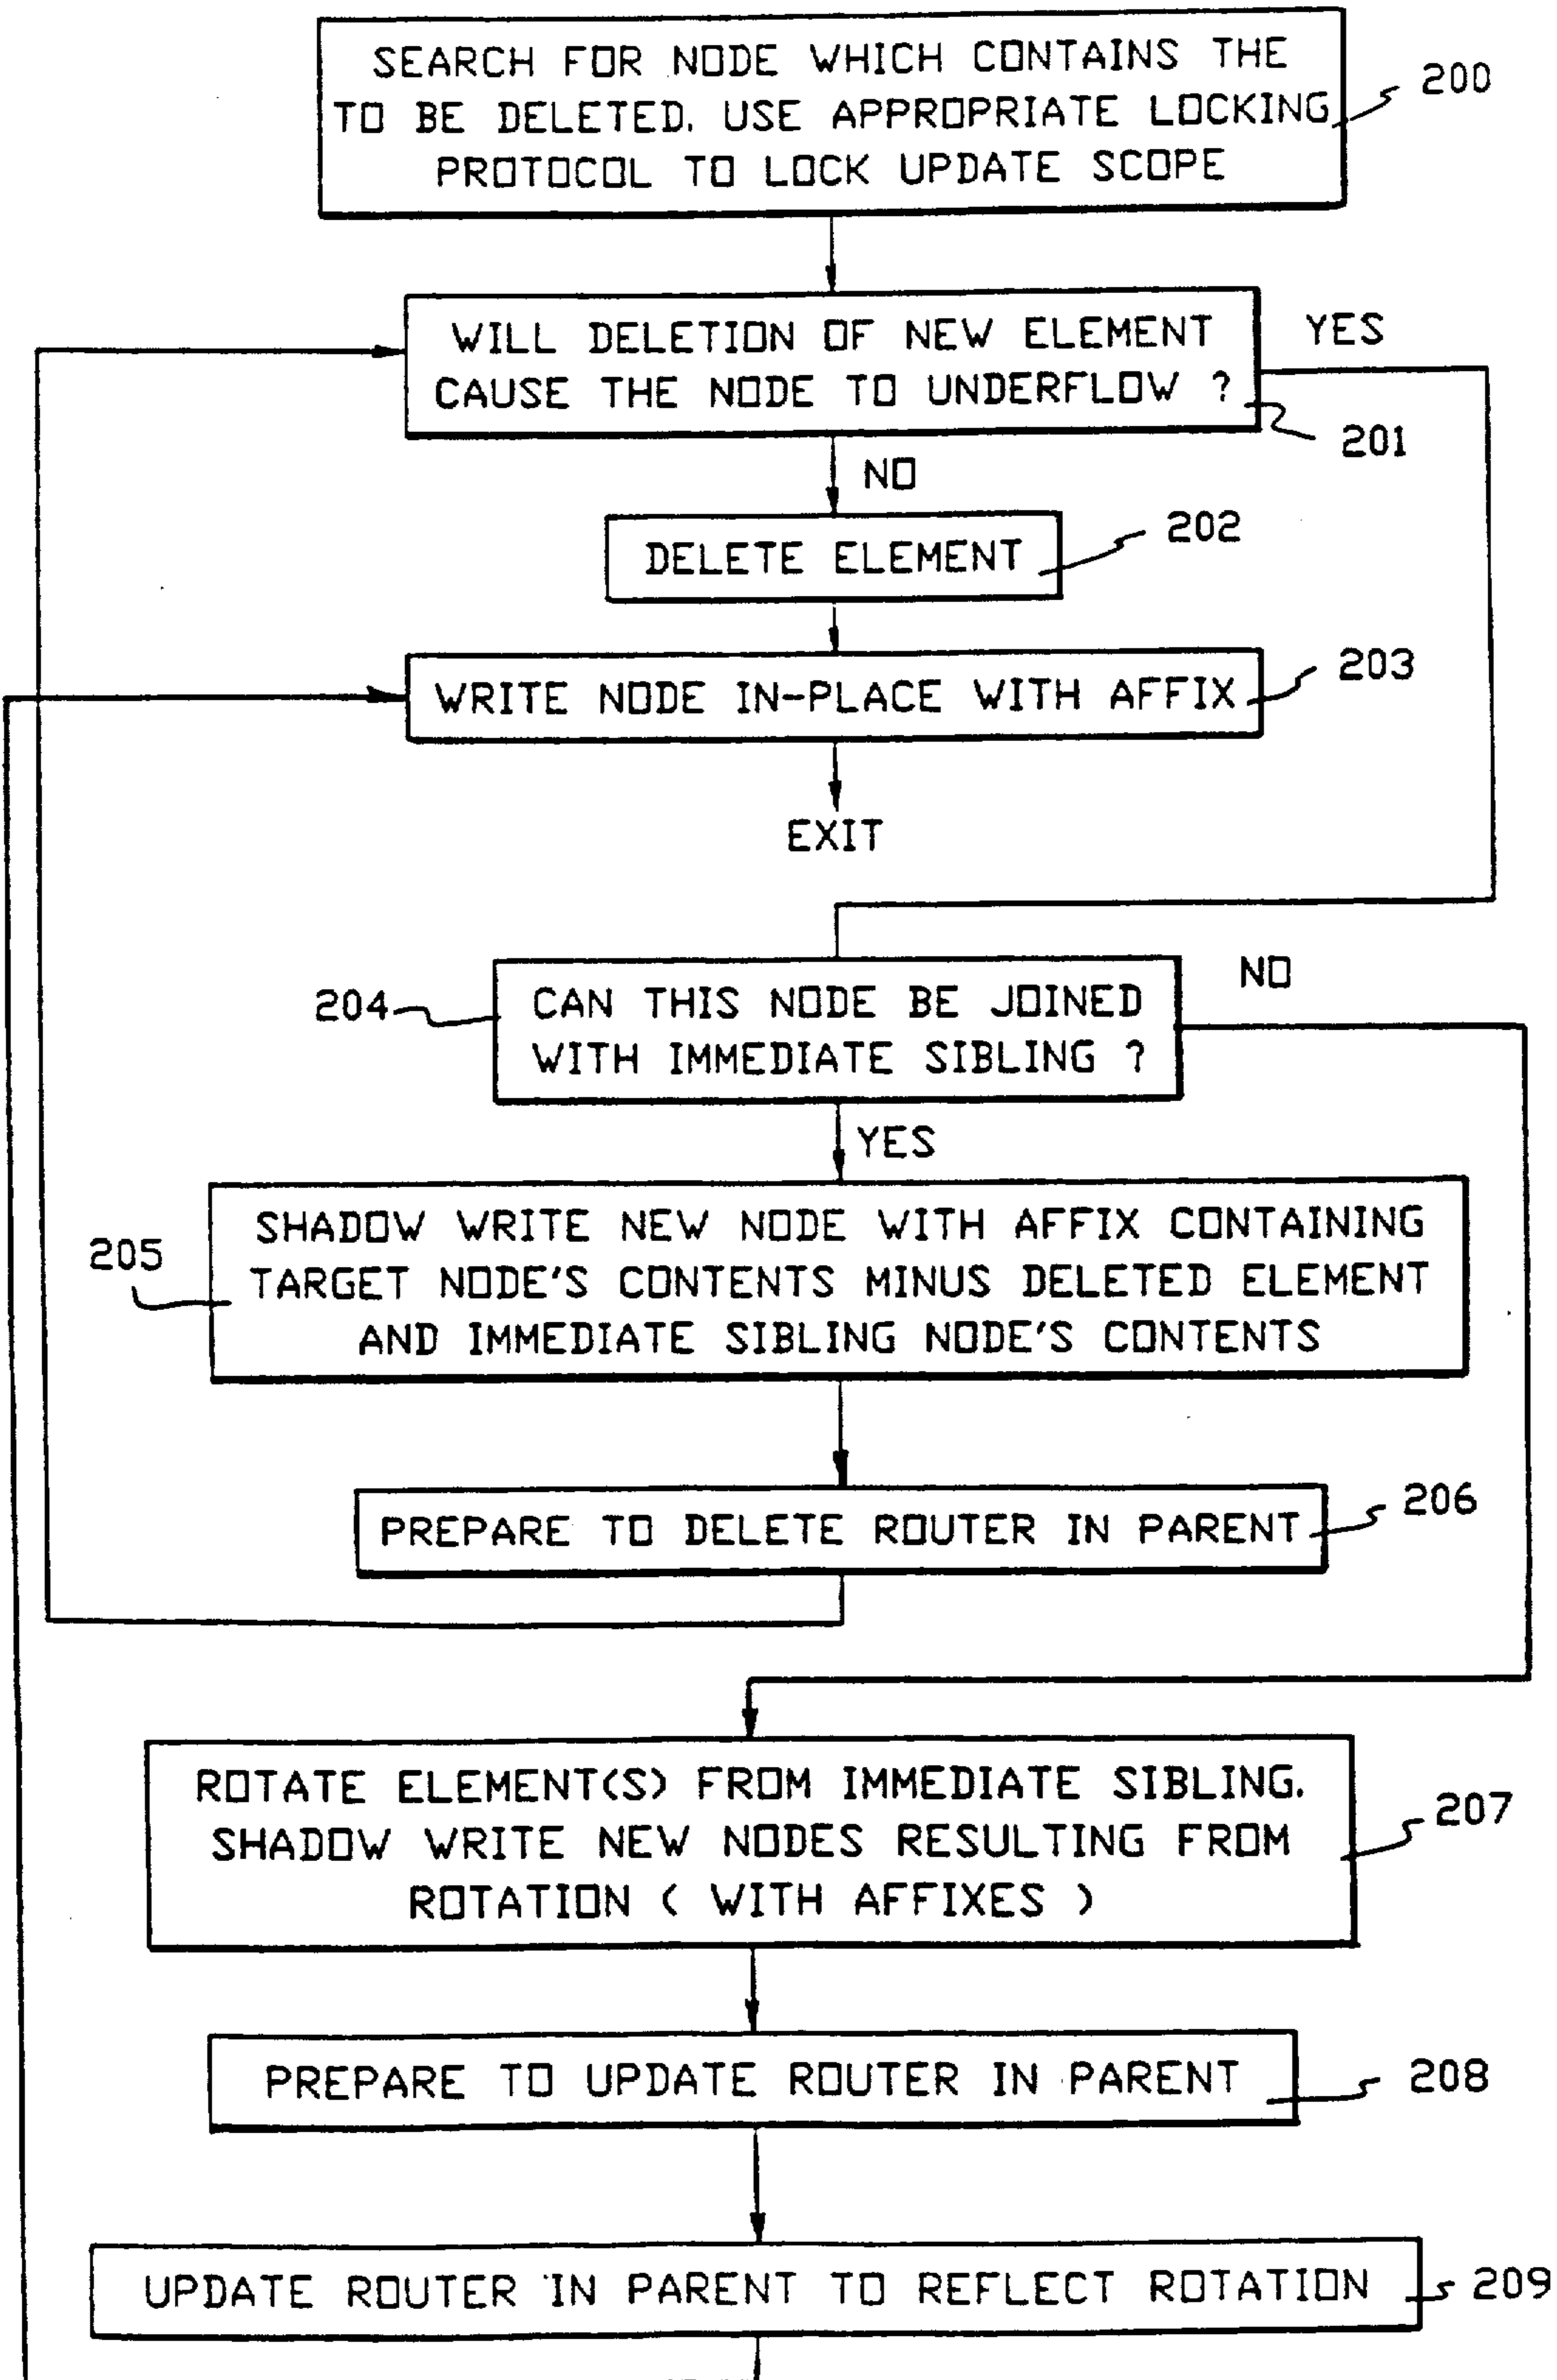 SEARCH FOR NODE WHICH CONTAINS THE
TO BE DELETED. USE APPROPRIATE LOCKING
PROTOCOL TO LOCK UPDATE SCOPE
200
WILL DELETION OF NEW ELEMENT
CAUSE THE NODE TO UNDERFLOW ?
YES
201
NO
DELETE ELEMENT
202
WRITE NODE IN-PLACE WITH AFFIX
203
EXIT
204
CAN THIS NODE BE JOINED
WITH IMMEDIATE SIBLING ?
NO
YES
205
SHADOW WRITE NEW NODE WITH AFFIX CONTAINING
TARGET NODE'S CONTENTS MINUS DELETED ELEMENT
AND IMMEDIATE SIBLING NODE'S CONTENTS
PREPARE TO DELETE ROUTER IN PARENT
206
ROTATE ELEMENT(S) FROM IMMEDIATE SIBLING.
SHADOW WRITE NEW NODES RESULTING FROM
ROTATION ( WITH AFFIXES )
207
PREPARE TO UPDATE ROUTER IN PARENT
208
UPDATE ROUTER IN PARENT TO REFLECT ROTATION
209